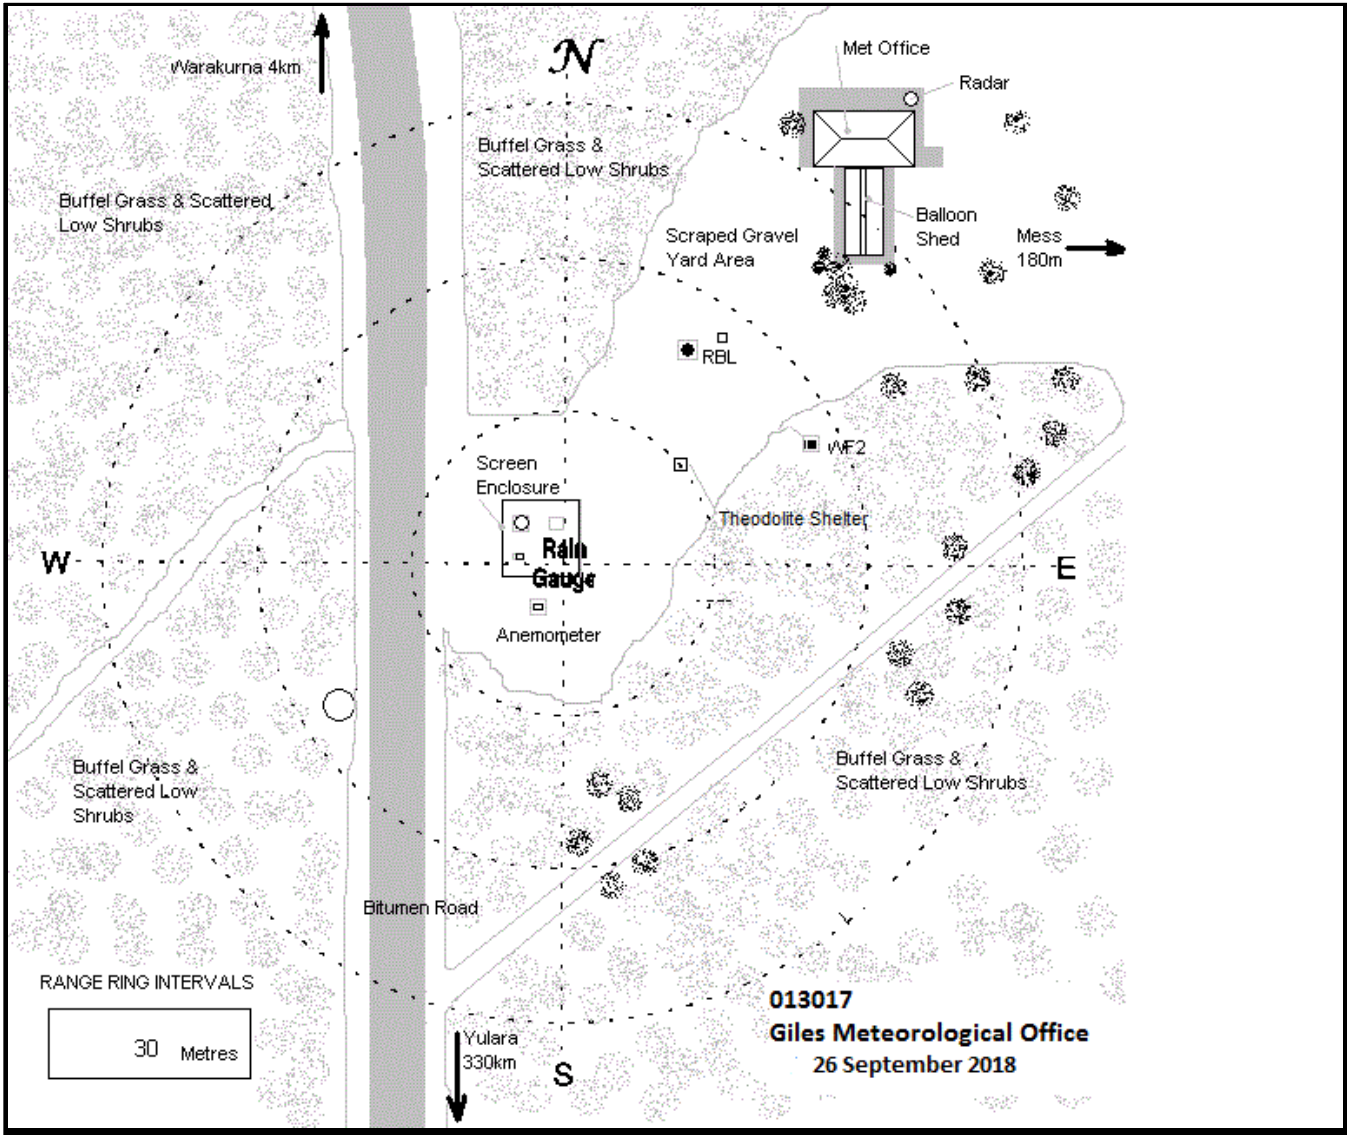 Met Office
Warakurna 4km
N
Radar
Buffel Grass &
Scattered Low Shrubs
Buffel Grass & Scattered
Low Shrubs
Balloon
Shed
Scraped Gravel
Yard Area
Mess
180m
RBL
WF2
Screen
Enclosure
Theodolite Shelter
Rain
Gauge
W
E
Anemometer
Buffel Grass &
Scattered Low
Shrubs
Buffel Grass &
Scattered Low Shrubs
Bitumen Road
RANGE RING INTERVALS
30 Metres
Yulara
330km
S
013017
Giles Meteorological Office
26 September 2018